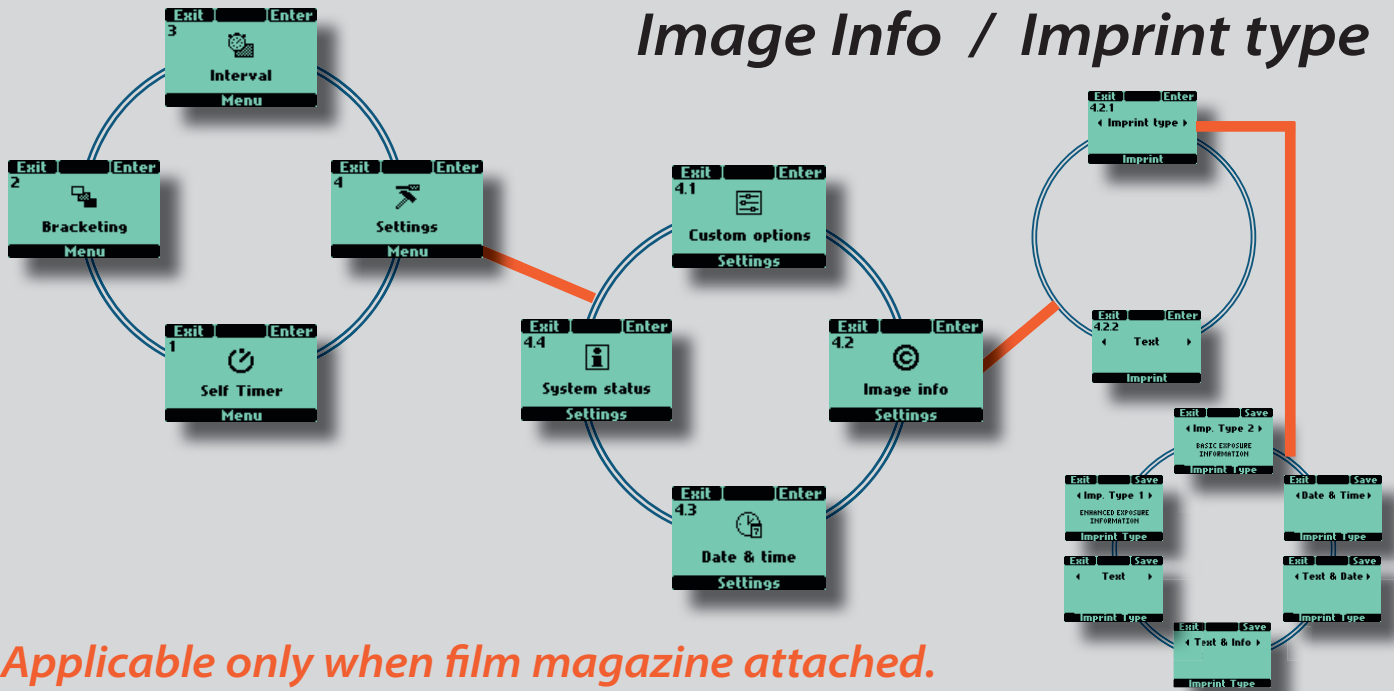 Image Info / Imprint type
Exit Enter
3
Interval
Menu
Exit Enter
2
Bracketing
Menu
Exit Enter
4
Settings
Menu
Exit Enter
1
Self Timer
Menu
Exit Enter
4.1
Custom options
Settings
Exit Enter
4.4
System status
Settings
Exit Enter
4.2
Image info
Settings
Exit Enter
4.3
Date & time
Settings
Exit Enter
4.2.1
Imprint type
Imprint
Exit Enter
4.2.2
Text
Imprint
Exit Save
Imp. Type 2
BASIC EXPOSURE
INFORMATION
Imprint Type
Exit Save
Imp. Type 1
ENHANCED EXPOSURE
INFORMATION
Imprint Type
Exit Save
Date & Time
Imprint Type
Exit Save
Text
Imprint Type
Exit Save
Text & Date
Imprint Type
Exit Save
Text & Info
Imprint Type
Applicable only when film magazine attached.